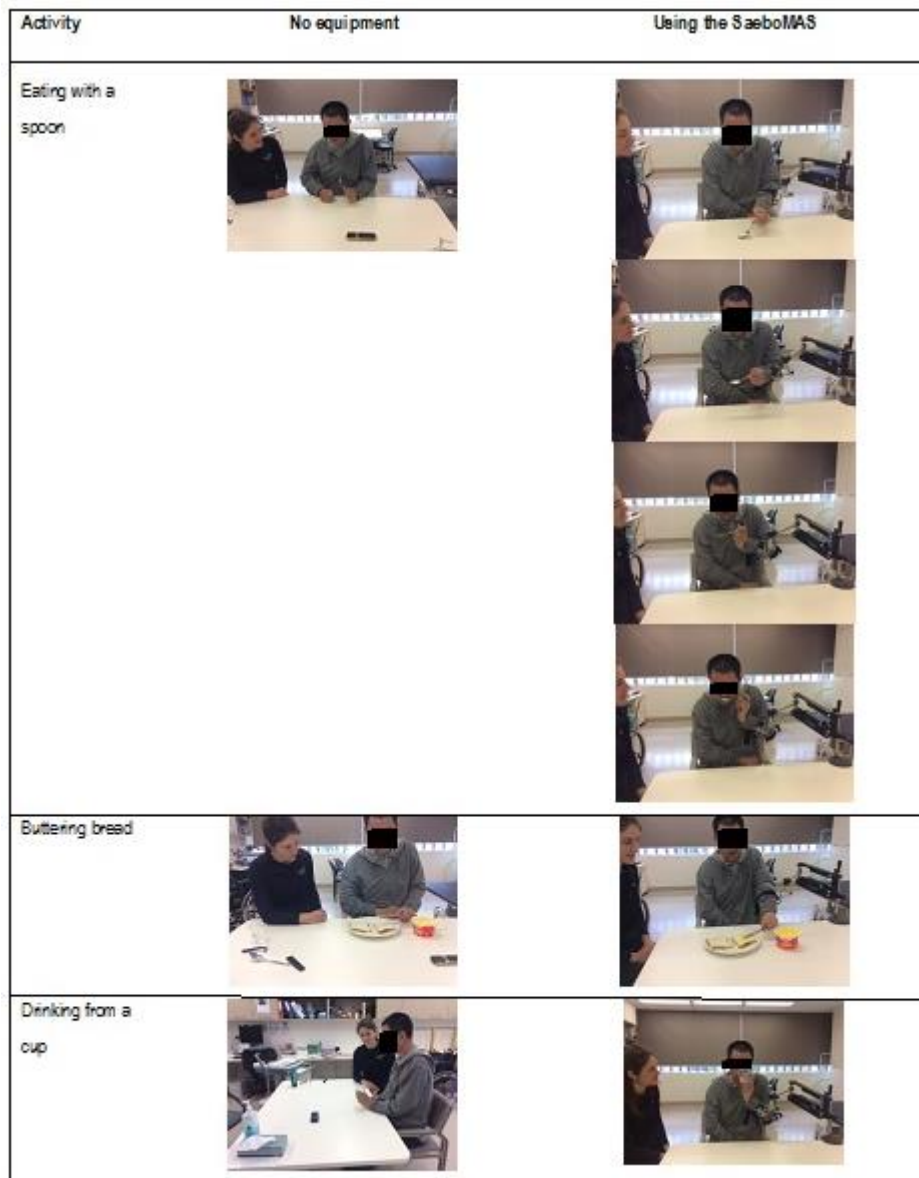 Activity
No equipment
Using the SaeboMAS
Eating with a
spoon
Buttering bread
Drinking from a
cup